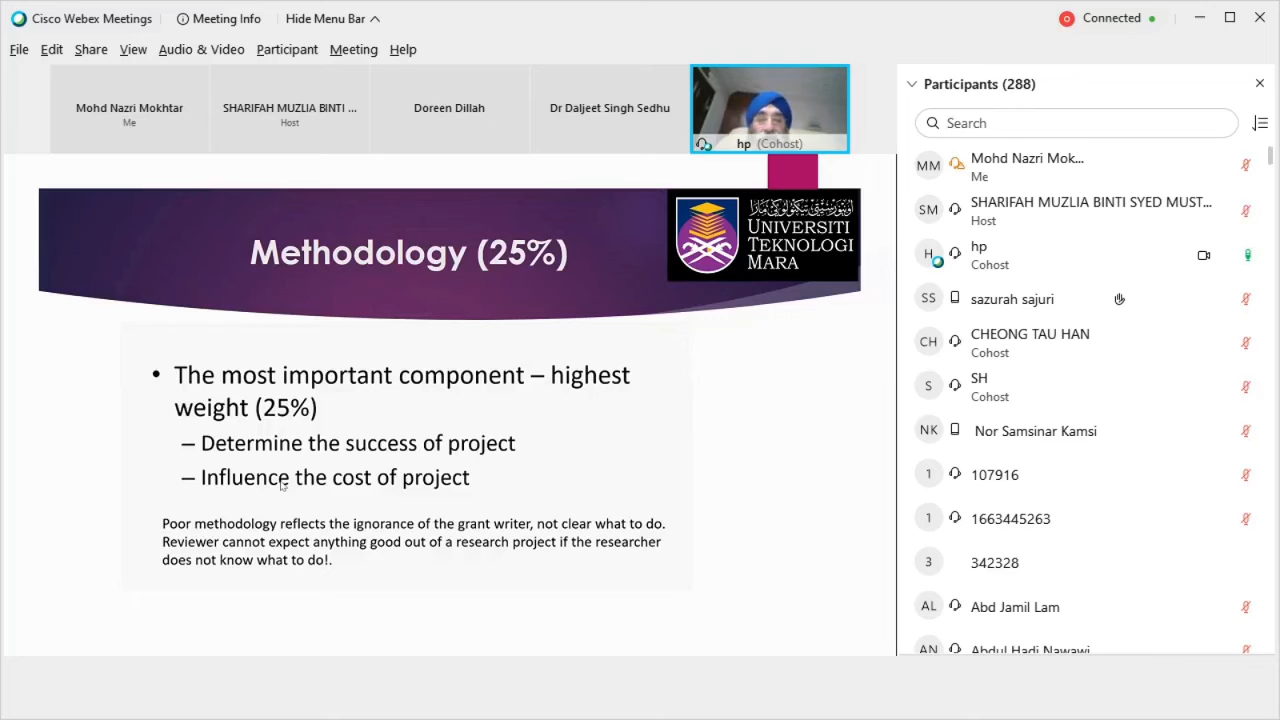 Cisco Webex Meetings
Meeting Info
Hide Menu Bar
Connected
File Edit Share View Audio & Video Participant Meeting Help
Mohd Nazri Mokhtar
Me
SHARIFAH MUZLIA BINTI ...
Host
Doreen Dillah
Dr Daljeet Singh Sedhu
hp (Cohost)
Methodology (25%)
UNIVERSITI
TEKNOLOGI
MARA
• The most important component – highest
weight (25%)
– Determine the success of project
– Influence the cost of project
Poor methodology reflects the ignorance of the grant writer, not clear what to do.
Reviewer cannot expect anything good out of a research project if the researcher
does not know what to do!.
Participants (288)
Search
MM Mohd Nazri Mok...
Me
SM SHARIFAH MUZLIA BINTI SYED MUST...
Host
H hp
Cohost
SS sazurah sajuri
CH CHEONG TAU HAN
Cohost
S SH
Cohost
NK Nor Samsinar Kamsi
1 107916
1 1663445263
3 342328
AL Abd Jamil Lam
AN Abdul Hadi Nawawi